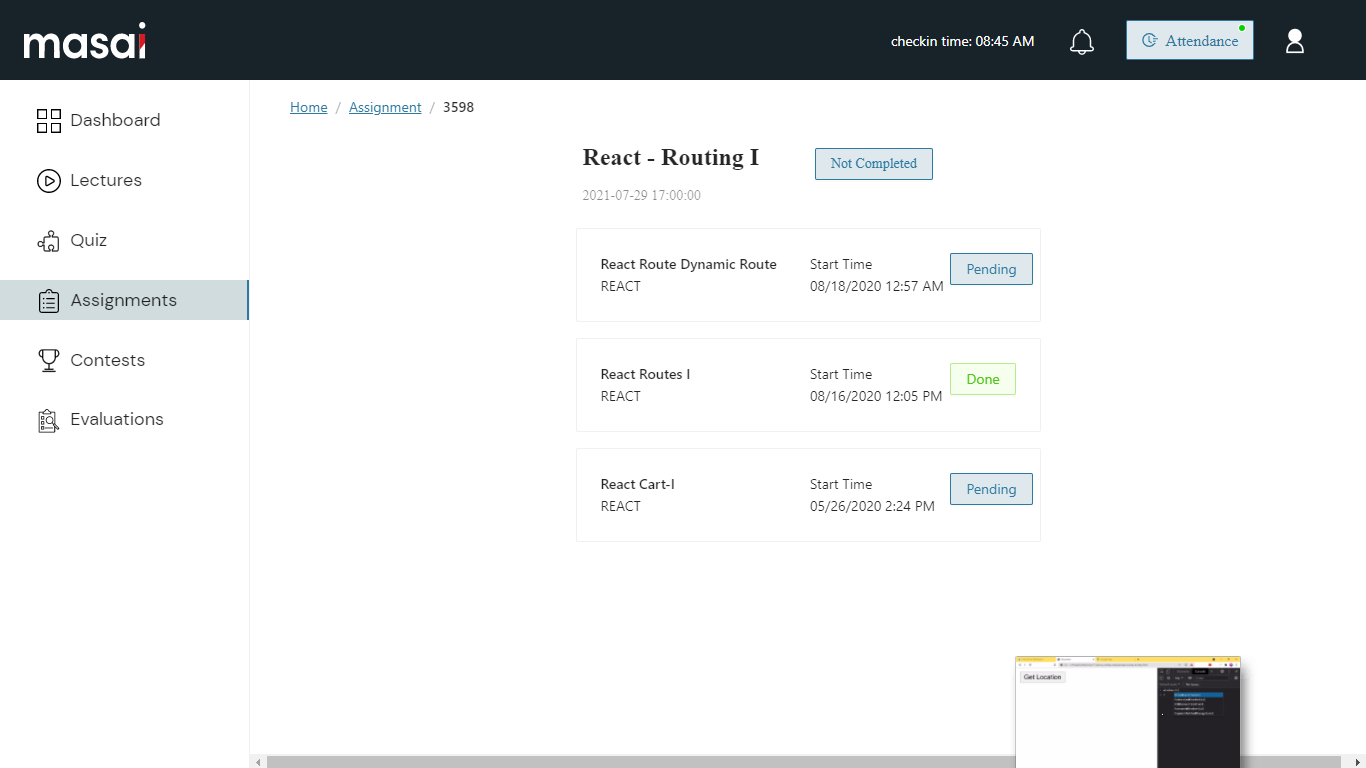 masai
checkin time: 08:45 AM
Attendance
Dashboard
Lectures
Quiz
Assignments
Contests
Evaluations
Home / Assignment / 3598
React - Routing I
Not Completed
2021-07-29 17:00:00
React Route Dynamic Route
REACT
Start Time
08/18/2020 12:57 AM
Pending
React Routes I
REACT
Start Time
08/16/2020 12:05 PM
Done
React Cart-I
REACT
Start Time
05/26/2020 2:24 PM
Pending
Get Location